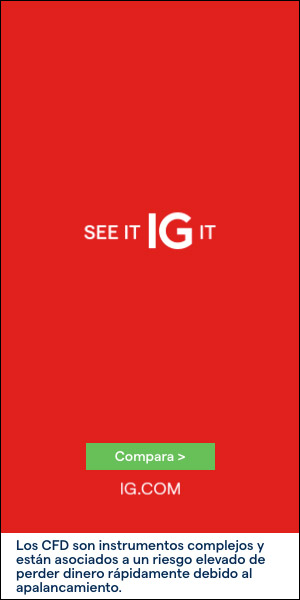 SEE IT IG IT
Compara >
IG.COM
Los CFD son instrumentos complejos y
están asociados a un riesgo elevado de
perder dinero rápidamente debido al
apalancamiento.